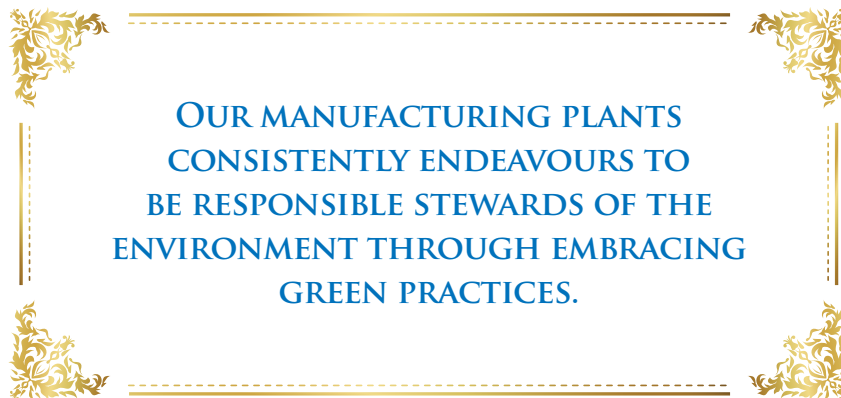 Our manufacturing plants
consistently endeavours to
be responsible stewards of the
environment through embracing
green practices.